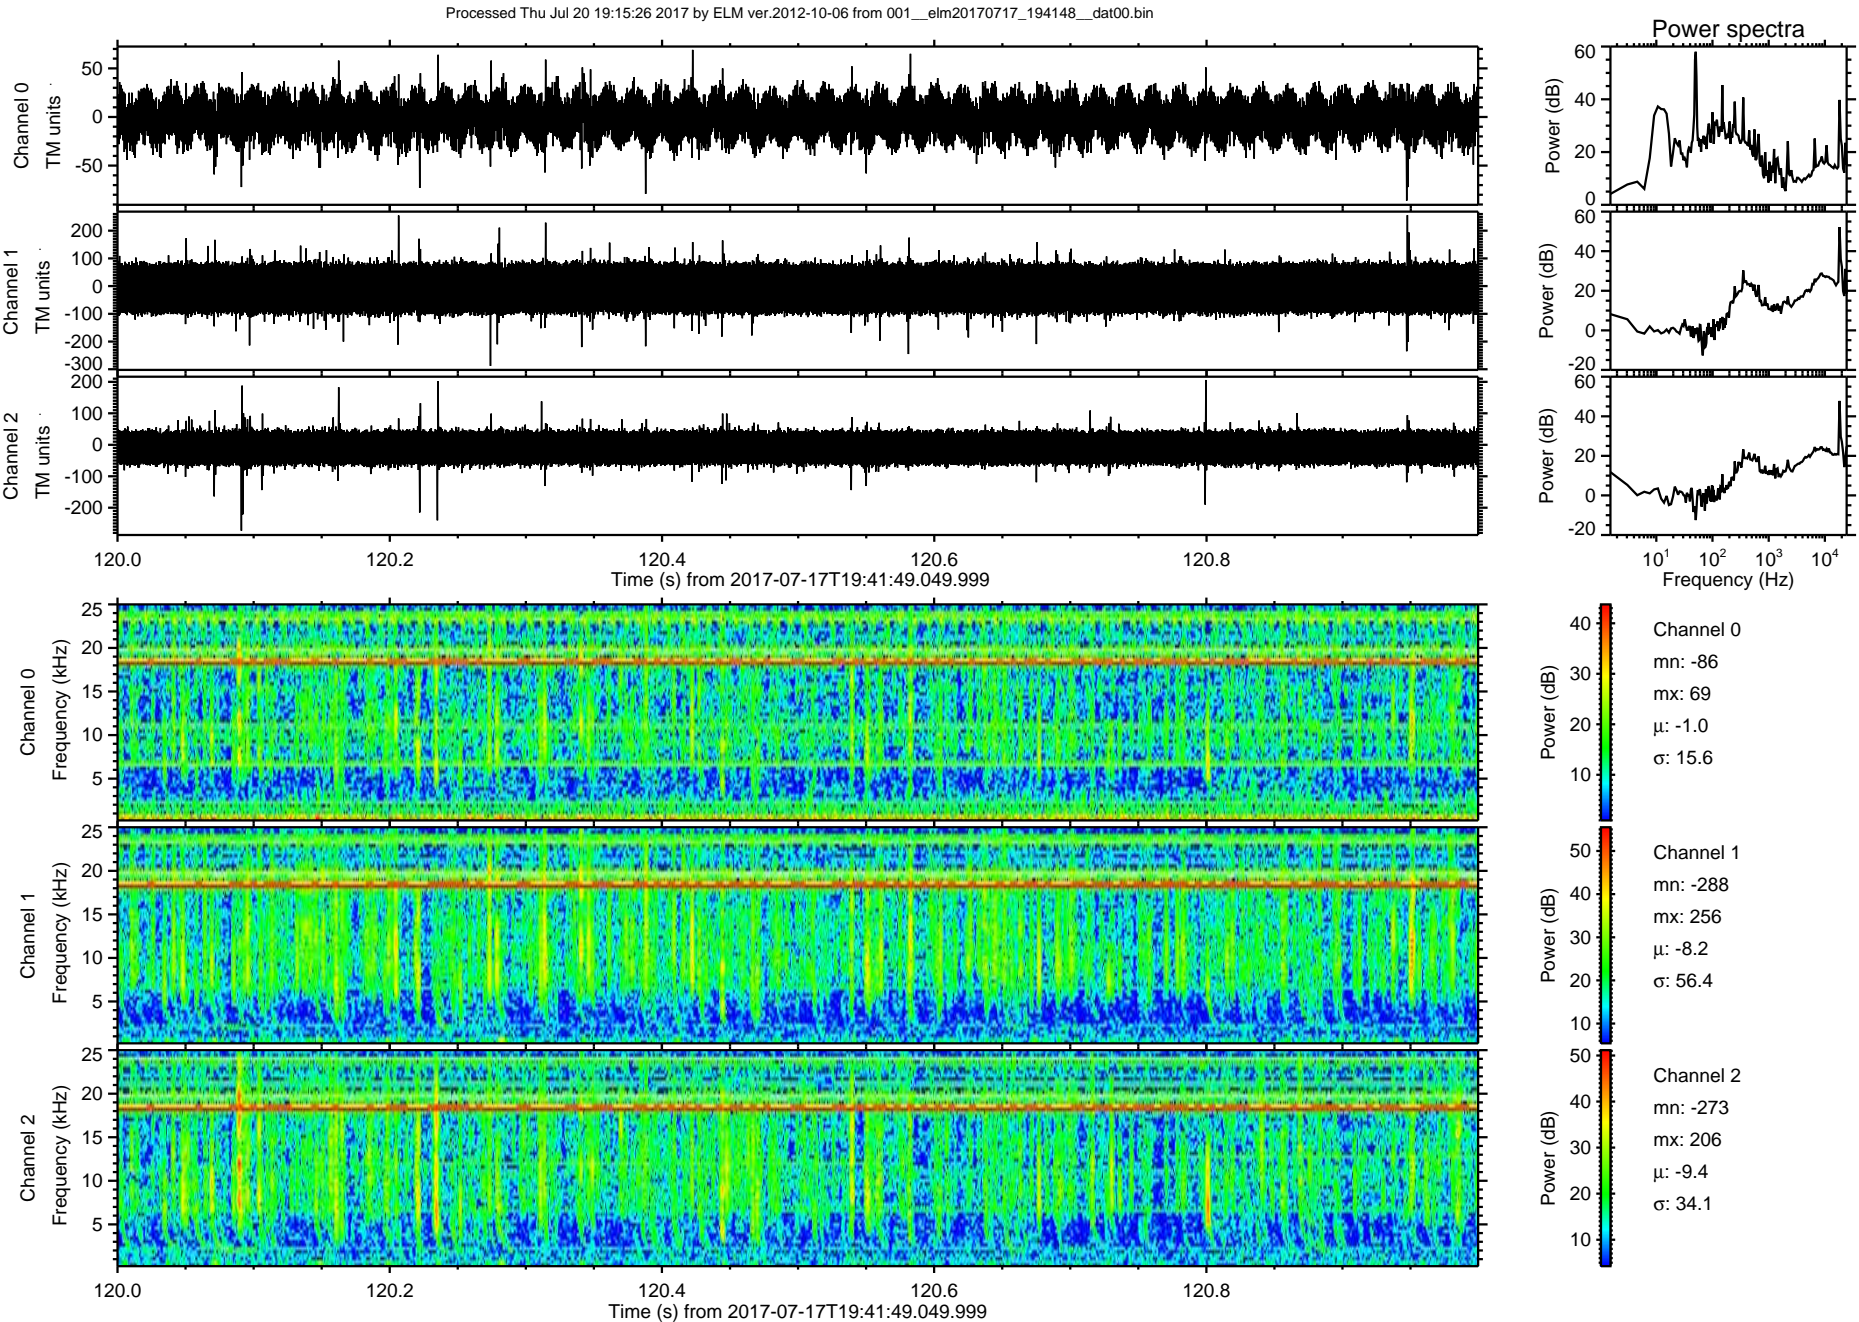 Processed Thu Jul 20 19:15:26 2017 by ELM ver.2012-10-06 from 001__elm20170717_194148__dat00.bin
Power spectra
Channel 0
TM units
50
0
-50
Power (dB)
60
40
20
0
Channel 1
TM units
200
100
0
-100
-200
-300
Power (dB)
60
40
20
0
-20
Channel 2
TM units
200
100
0
-100
-200
Power (dB)
60
40
20
0
-20
120.0 120.2 120.4 120.6 120.8
Time (s) from 2017-07-17T19:41:49.049.999
10^1 10^2 10^3 10^4
Frequency (Hz)
Channel 0
Frequency (kHz)
25
20
15
10
5
Power (dB)
40
30
20
10
Channel 0
mn: -86
mx: 69
μ: -1.0
σ: 15.6
Channel 1
Frequency (kHz)
25
20
15
10
5
Power (dB)
50
40
30
20
10
Channel 1
mn: -288
mx: 256
μ: -8.2
σ: 56.4
Channel 2
Frequency (kHz)
25
20
15
10
5
Power (dB)
50
40
30
20
10
Channel 2
mn: -273
mx: 206
μ: -9.4
σ: 34.1
120.0 120.2 120.4 120.6 120.8
Time (s) from 2017-07-17T19:41:49.049.999